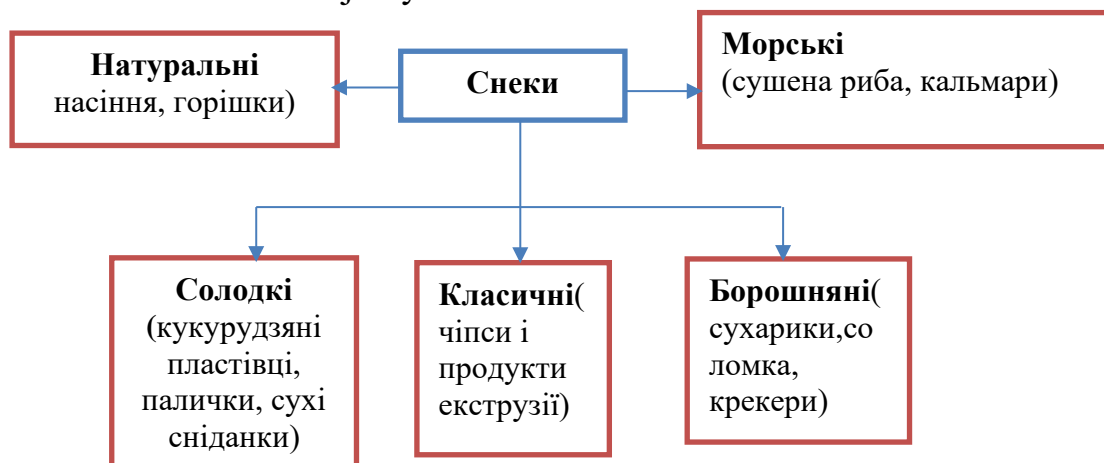 Натуральні
насіння, горішки)
Снеки
Морські
(сушена риба, кальмари)
Солодкі
(кукурудзяні
пластівці,
палички, сухі
сніданки)
Класичні(
чіпси і
продукти
екструзії)
Борошняні(
сухарики,со
ломка,
крекери)